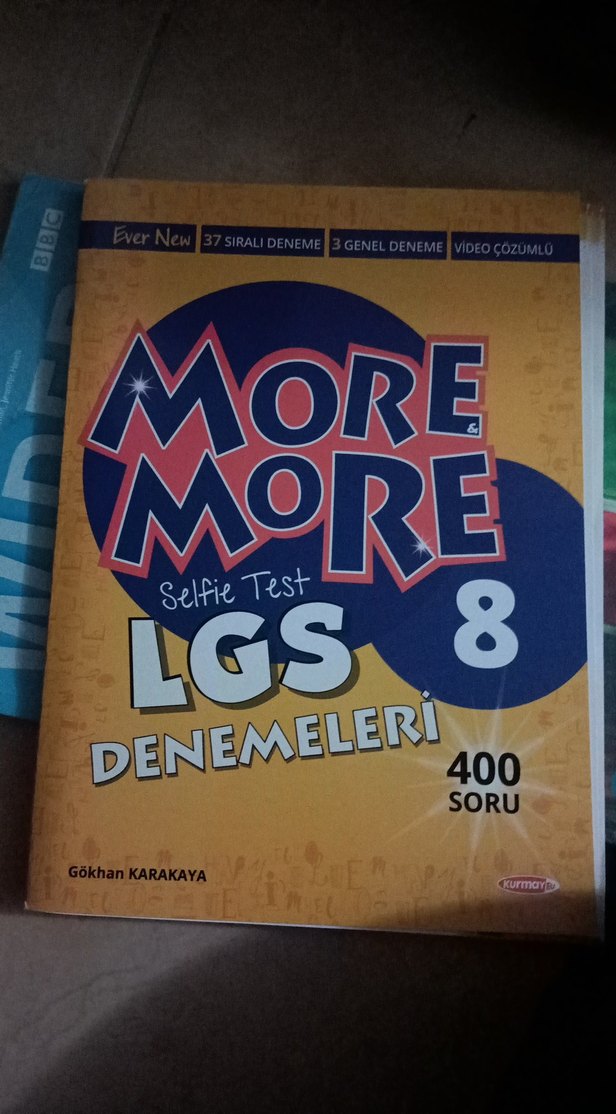 Ever New
37 SIRALI DENEME
3 GENEL DENEME
VİDEO ÇÖZÜMLÜ
BBC
MORE &
MORE
Selfie Test
LGS
8
DENEMELERİ
400
SORU
Gökhan KARAKAYA
kurmay